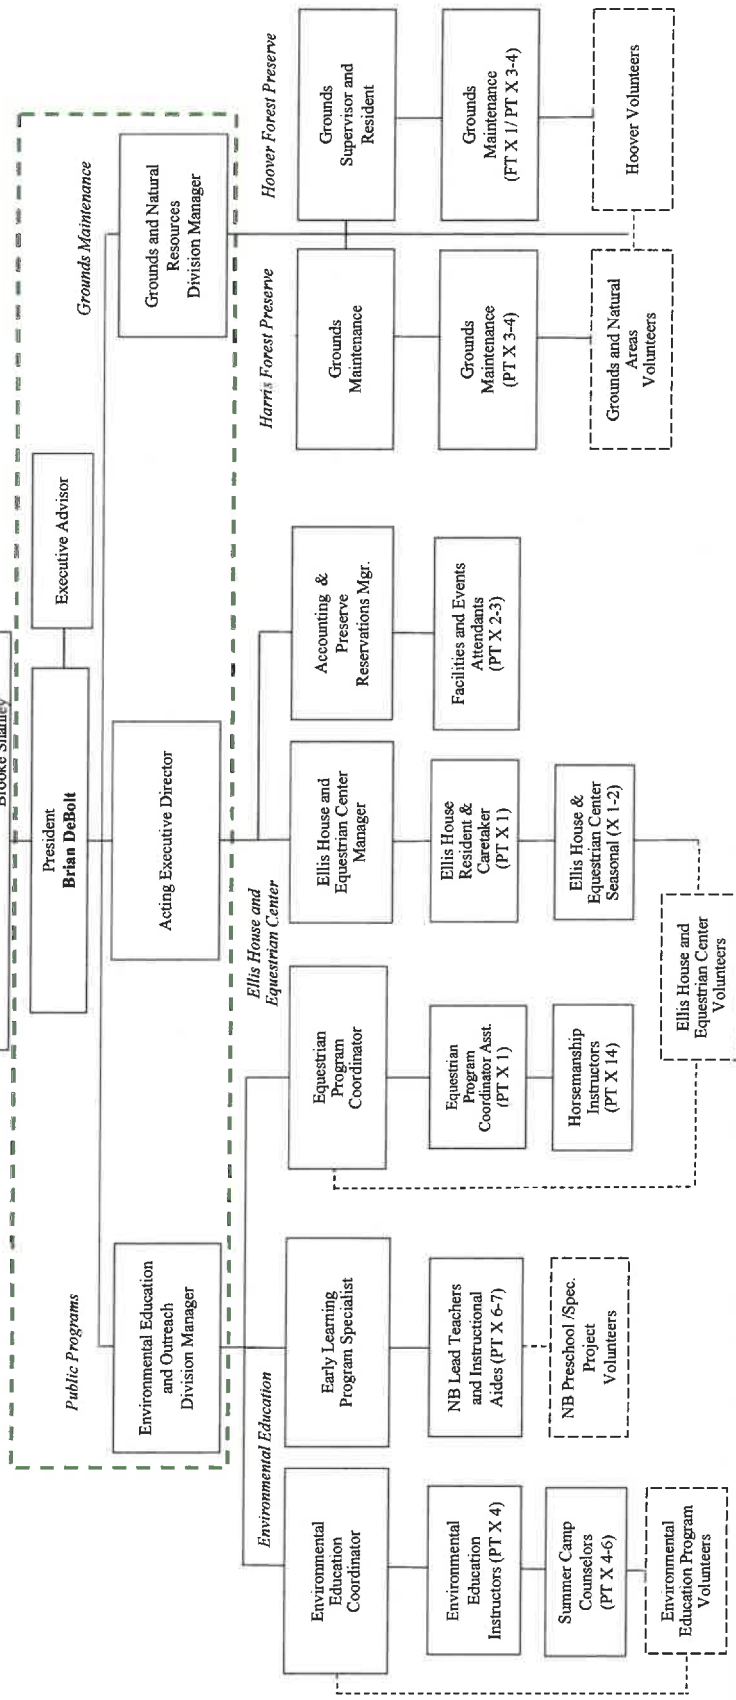 Brooke Shanley
President
Brian DeBolt
Executive Advisor
Public Programs
Grounds Maintenance
Environmental Education
and Outreach
Division Manager
Acting Executive Director
Grounds and Natural
Resources
Division Manager
Environmental Education
Ellis House and
Equestrian Center
Harris Forest Preserve
Hoover Forest Preserve
Environmental
Education
Coordinator
Early Learning
Program Specialist
Equestrian
Program
Coordinator
Ellis House and
Equestrian Center
Manager
Accounting &
Preserve
Reservations Mgr.
Grounds
Maintenance
Grounds
Supervisor and
Resident
Environmental
Education
Instructors (PT X 4)
NB Lead Teachers
and Instructional
Aides (PT X 6-7)
Equestrian
Program
Coordinator Asst.
(PT X 1)
Ellis House
Resident &
Caretaker
(PT X 1)
Facilities and Events
Attendants
(PT X 2-3)
Grounds
Maintenance
(PT X 3-4)
Grounds
Maintenance
(FT X 1/ PT X 3-4)
Summer Camp
Counselors
(PT X 4-6)
NB Preschool /Spec.
Project
Volunteers
Horsemanship
Instructors
(PT X 14)
Ellis House &
Equestrian Center
Seasonal (X 1-2)
Grounds and Natural
Areas
Volunteers
Hoover Volunteers
Environmental
Education Program
Volunteers
Ellis House and
Equestrian Center
Volunteers